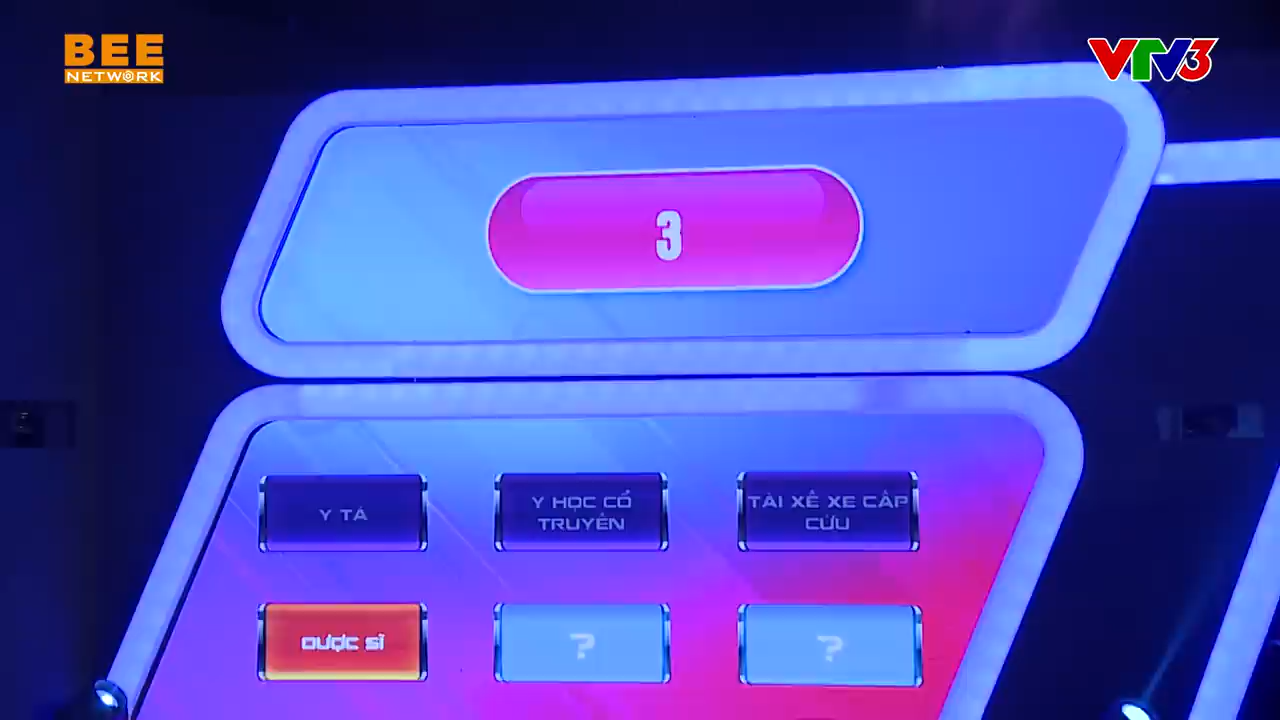 BEE
NETWORK
VTV3
3
Y TÁ
Y HỌC CỔ
TRUYỀN
TÀI XẾ XE CẤP
CỨU
DƯỢC SĨ
?
?